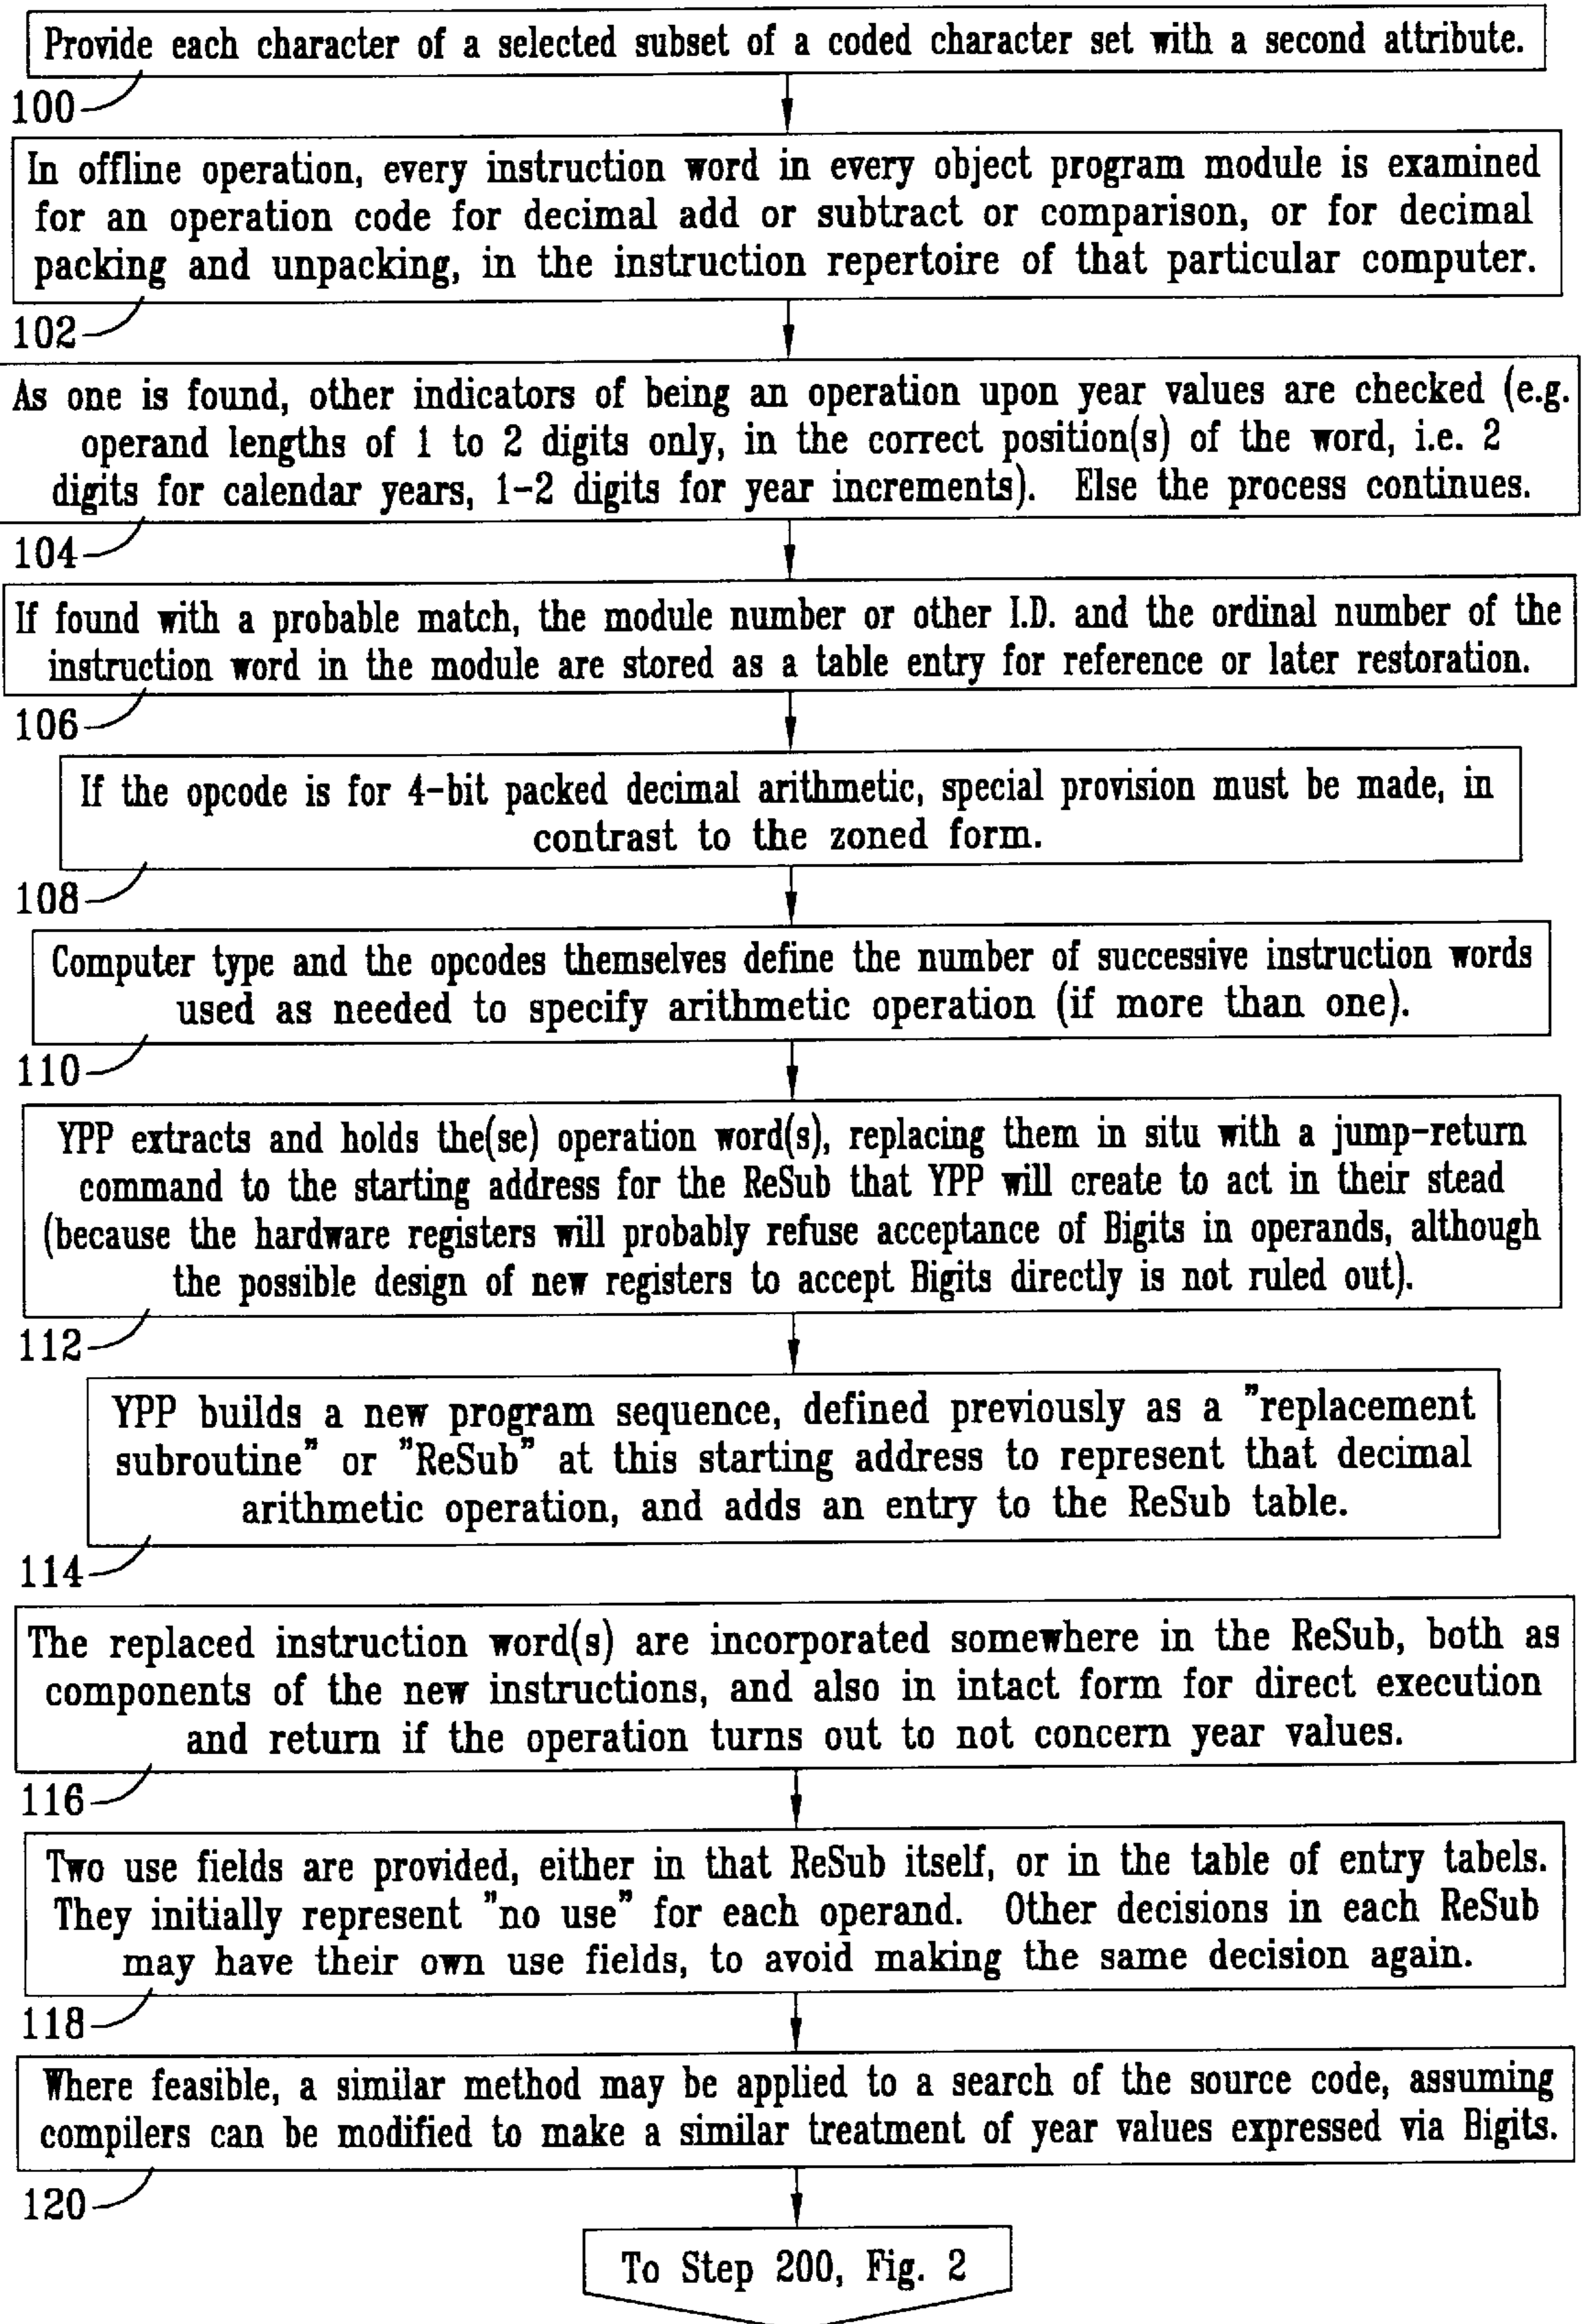 Provide each character of a selected subset of a coded character set with a second attribute.
100
In offline operation, every instruction word in every object program module is examined
for an operation code for decimal add or subtract or comparison, or for decimal
packing and unpacking, in the instruction repertoire of that particular computer.
102
As one is found, other indicators of being an operation upon year values are checked (e.g.
operand lengths of 1 to 2 digits only, in the correct position(s) of the word, i.e. 2
digits for calendar years, 1-2 digits for year increments). Else the process continues.
104
If found with a probable match, the module number or other I.D. and the ordinal number of the
instruction word in the module are stored as a table entry for reference or later restoration.
106
If the opcode is for 4-bit packed decimal arithmetic, special provision must be made, in
contrast to the zoned form.
108
Computer type and the opcodes themselves define the number of successive instruction words
used as needed to specify arithmetic operation (if more than one).
110
YPP extracts and holds the(se) operation word(s), replacing them in situ with a jump-return
command to the starting address for the ReSub that YPP will create to act in their stead
(because the hardware registers will probably refuse acceptance of Bigits in operands, although
the possible design of new registers to accept Bigits directly is not ruled out).
112
YPP builds a new program sequence, defined previously as a "replacement
subroutine" or "ReSub" at this starting address to represent that decimal
arithmetic operation, and adds an entry to the ReSub table.
114
The replaced instruction word(s) are incorporated somewhere in the ReSub, both as
components of the new instructions, and also in intact form for direct execution
and return if the operation turns out to not concern year values.
116
Two use fields are provided, either in that ReSub itself, or in the table of entry tabels.
They initially represent "no use" for each operand. Other decisions in each ReSub
may have their own use fields, to avoid making the same decision again.
118
Where feasible, a similar method may be applied to a search of the source code, assuming
compilers can be modified to make a similar treatment of year values expressed via Bigits.
120
To Step 200, Fig. 2